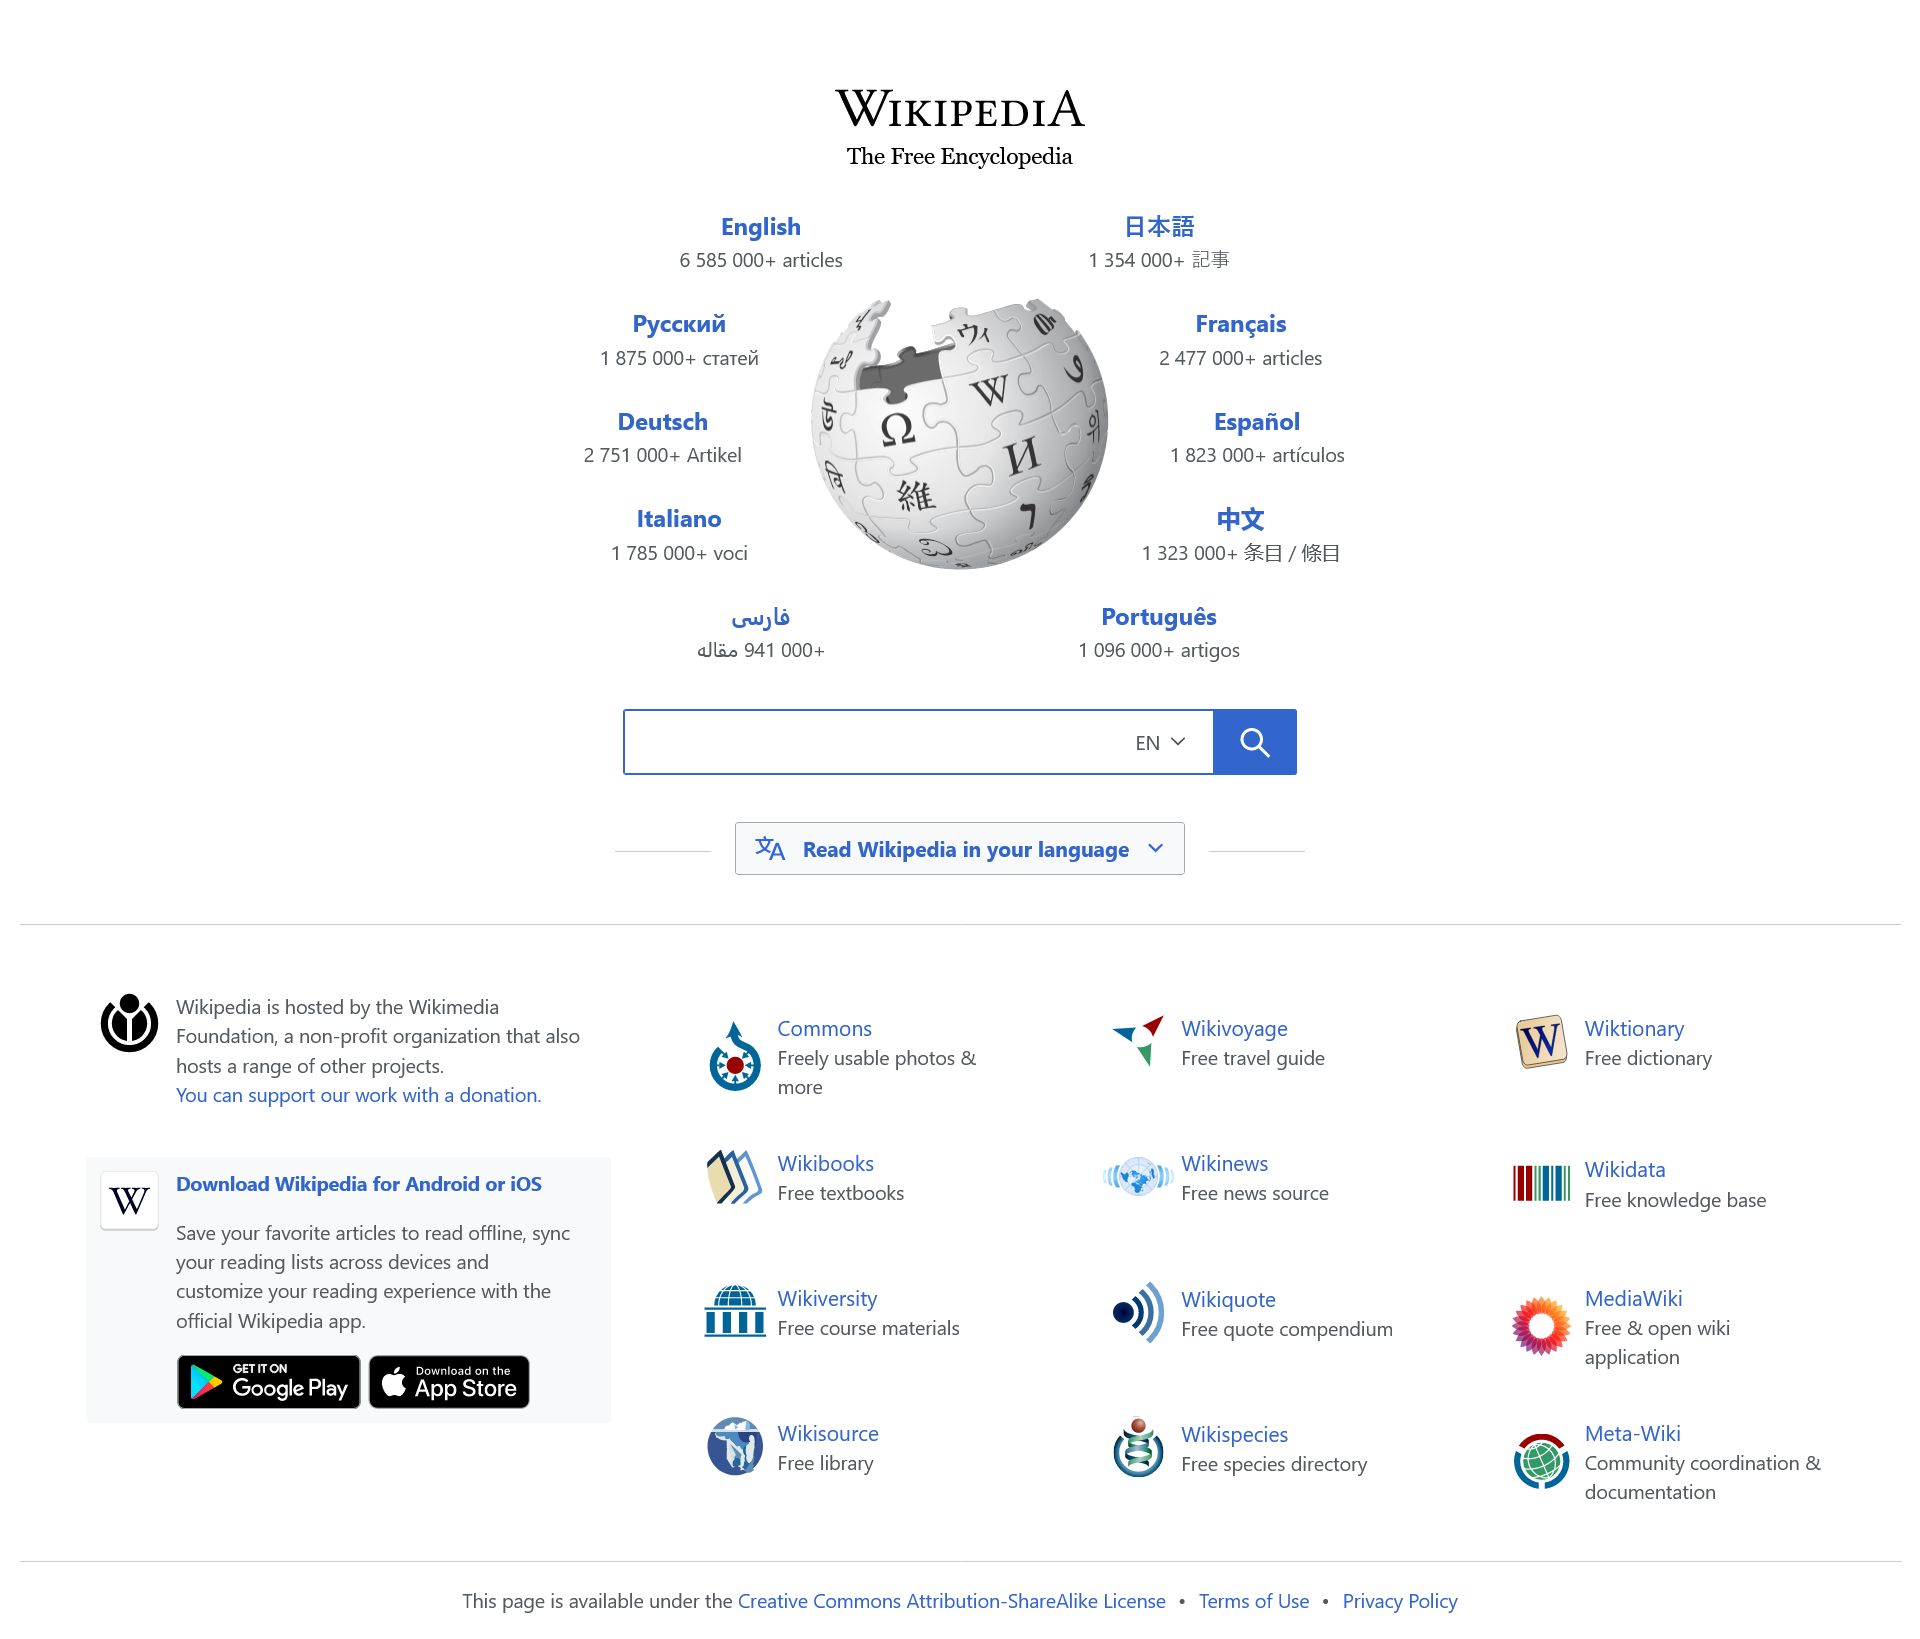 WIKIPEDIA
The Free Encyclopedia
English
6 585 000+ articles
日本語
1 354 000+ 記事
Русский
1 875 000+ статей
Français
2 477 000+ articles
Deutsch
2 751 000+ Artikel
Español
1 823 000+ artículos
Italiano
1 785 000+ voci
中文
1 323 000+ 条目 / 條目
فارسی
941 000+ مقاله
Português
1 096 000+ artigos
Ω
W
И
維
ウィ
EN
Read Wikipedia in your language
Wikipedia is hosted by the Wikimedia
Foundation, a non-profit organization that also
hosts a range of other projects.
You can support our work with a donation.
W
Download Wikipedia for Android or iOS
Save your favorite articles to read offline, sync
your reading lists across devices and
customize your reading experience with the
official Wikipedia app.
GET IT ON
Google Play
Download on the
App Store
Commons
Freely usable photos &
more
Wikivoyage
Free travel guide
W
Wiktionary
Free dictionary
Wikibooks
Free textbooks
Wikinews
Free news source
Wikidata
Free knowledge base
Wikiversity
Free course materials
Wikiquote
Free quote compendium
MediaWiki
Free & open wiki
application
Wikisource
Free library
Wikispecies
Free species directory
Meta-Wiki
Community coordination &
documentation
This page is available under the Creative Commons Attribution-ShareAlike License • Terms of Use • Privacy Policy